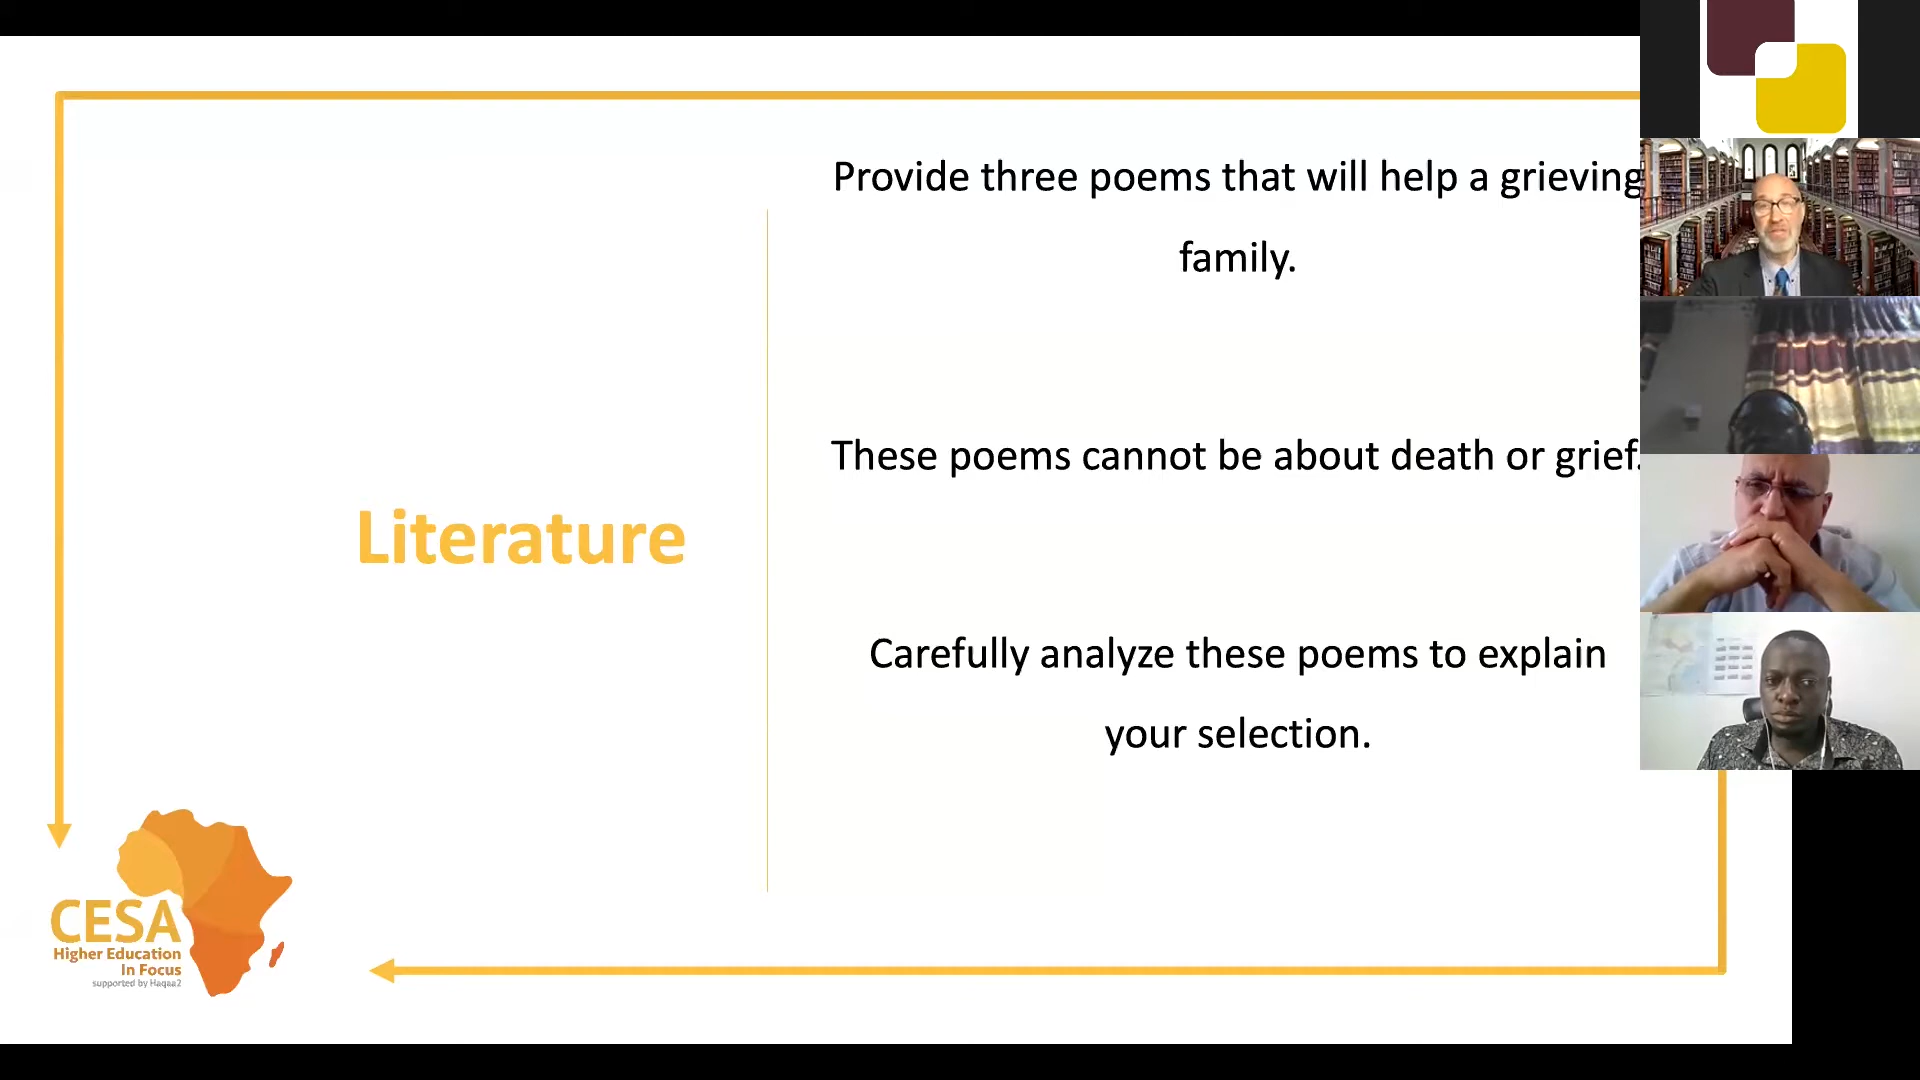 Provide three poems that will help a grieving
family.
These poems cannot be about death or grief.
Literature
Carefully analyze these poems to explain
your selection.
CESA
Higher Education
In Focus
supported by Haqaa2